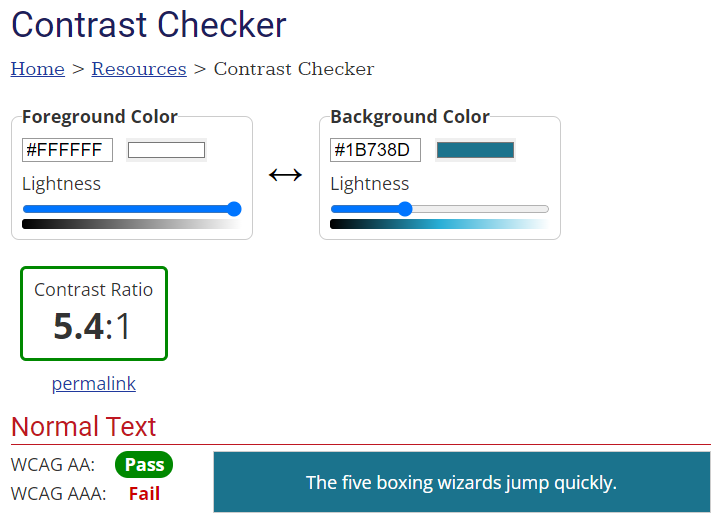 Contrast Checker
Home > Resources > Contrast Checker
Foreground Color
#FFFFFF
Lightness
Background Color
#1B738D
Lightness
Contrast Ratio
5.4:1
permalink
Normal Text
WCAG AA: Pass
WCAG AAA: Fail
The five boxing wizards jump quickly.